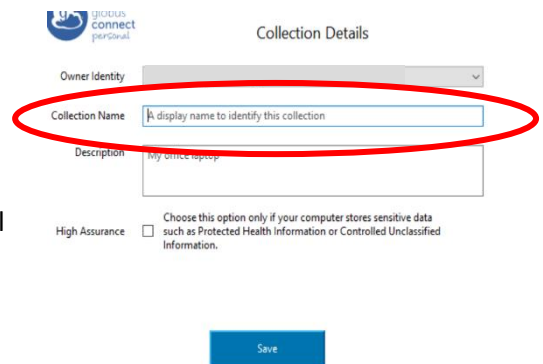 globus
connect
personal
Collection Details
Owner Identity
Collection Name A display name to identify this collection
Description My office laptop
High Assurance Choose this option only if your computer stores sensitive data
such as Protected Health Information or Controlled Unclassified
Information.
Save